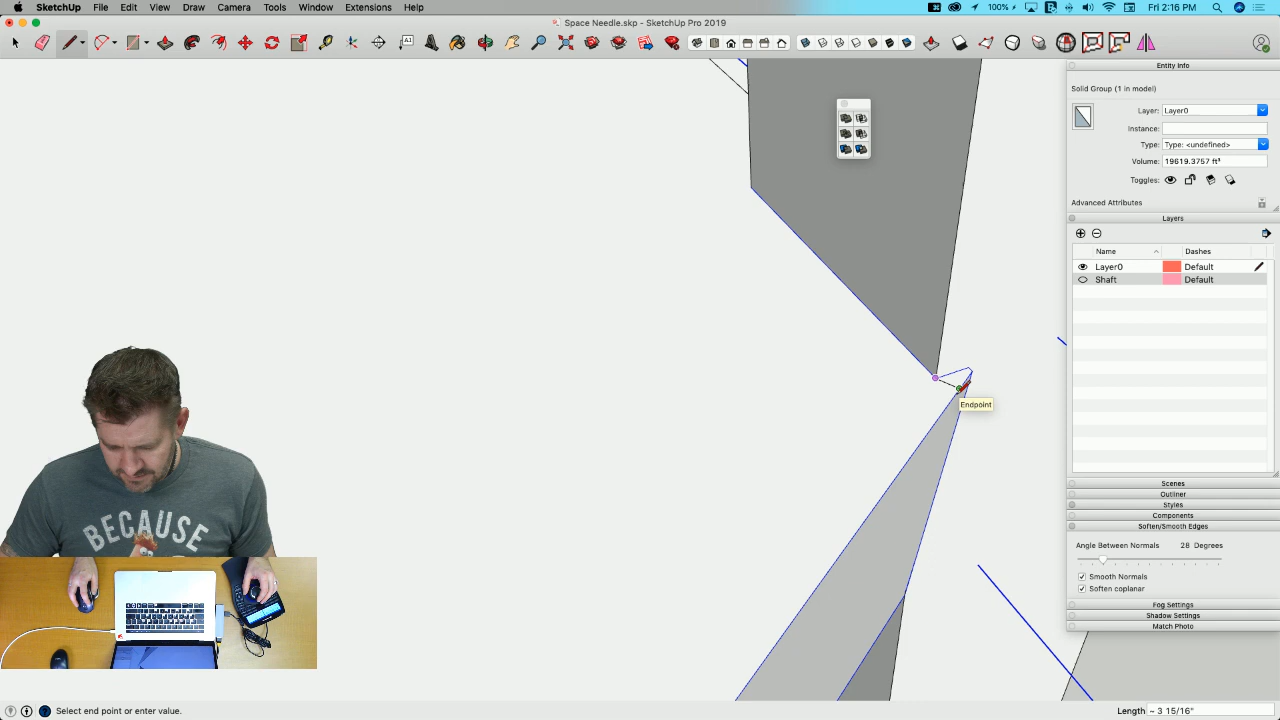 SketchUp File Edit View Draw Camera Tools Window Extensions Help 100% Fri 2:16 PM
Space Needle.skp - SketchUp Pro 2019
Entity Info
Solid Group (1 in model)
Layer: Layer0
Instance:
Type: Type: <undefined>
Volume: 19619.3757 ft³
Toggles:
Advanced Attributes
Layers
Name Dashes
Layer0 Default
Shaft Default
Endpoint
Scenes
Outliner
Styles
Components
Soften/Smooth Edges
Angle Between Normals 28 Degrees
Smooth Normals
Soften coplanar
Fog Settings
Shadow Settings
Match Photo
BECAUSE
Select end point or enter value.
Length ~ 3 15/16"